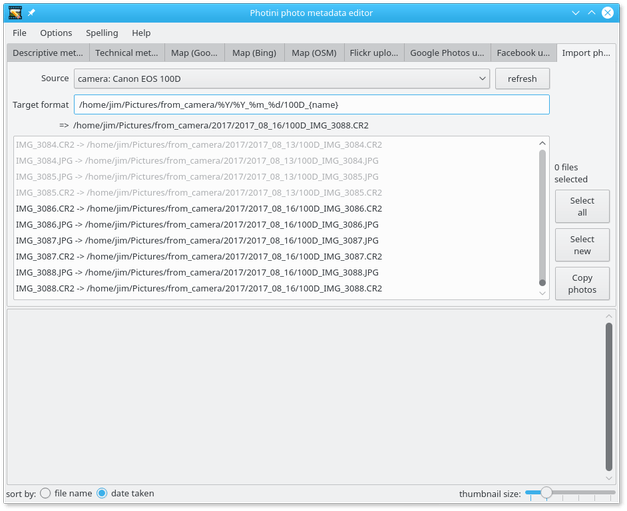 Photini photo metadata editor
File Options Spelling Help
Descriptive met... Technical met... Map (Goo... Map (Bing) Map (OSM) Flickr uplo... Google Photos u... Facebook u... Import ph...
Source camera: Canon EOS 100D refresh
Target format /home/jim/Pictures/from_camera/%Y/%Y_%m_%d/100D_{name}
=> /home/jim/Pictures/from_camera/2017/2017_08_16/100D_IMG_3088.CR2
IMG_3084.CR2 -> /home/jim/Pictures/from_camera/2017/2017_08_13/100D_IMG_3084.CR2
IMG_3084.JPG -> /home/jim/Pictures/from_camera/2017/2017_08_13/100D_IMG_3084.JPG
IMG_3085.JPG -> /home/jim/Pictures/from_camera/2017/2017_08_13/100D_IMG_3085.JPG
IMG_3085.CR2 -> /home/jim/Pictures/from_camera/2017/2017_08_13/100D_IMG_3085.CR2
IMG_3086.CR2 -> /home/jim/Pictures/from_camera/2017/2017_08_16/100D_IMG_3086.CR2
IMG_3086.JPG -> /home/jim/Pictures/from_camera/2017/2017_08_16/100D_IMG_3086.JPG
IMG_3087.JPG -> /home/jim/Pictures/from_camera/2017/2017_08_16/100D_IMG_3087.JPG
IMG_3087.CR2 -> /home/jim/Pictures/from_camera/2017/2017_08_16/100D_IMG_3087.CR2
IMG_3088.JPG -> /home/jim/Pictures/from_camera/2017/2017_08_16/100D_IMG_3088.JPG
IMG_3088.CR2 -> /home/jim/Pictures/from_camera/2017/2017_08_16/100D_IMG_3088.CR2
0 files
selected
Select
all
Select
new
Copy
photos
sort by: file name date taken thumbnail size: